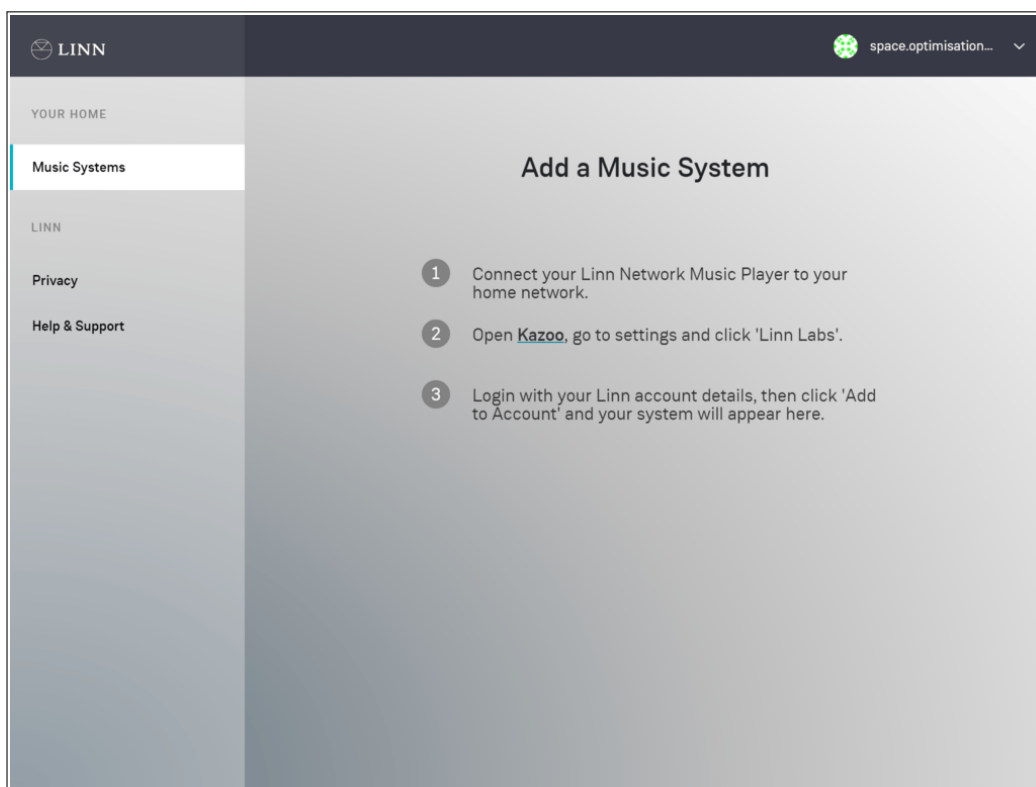 LINN
space.optimisation...
YOUR HOME
Music Systems
LINN
Privacy
Help & Support
Add a Music System
1 Connect your Linn Network Music Player to your
home network.
2 Open Kazoo, go to settings and click 'Linn Labs'.
3 Login with your Linn account details, then click 'Add
to Account' and your system will appear here.